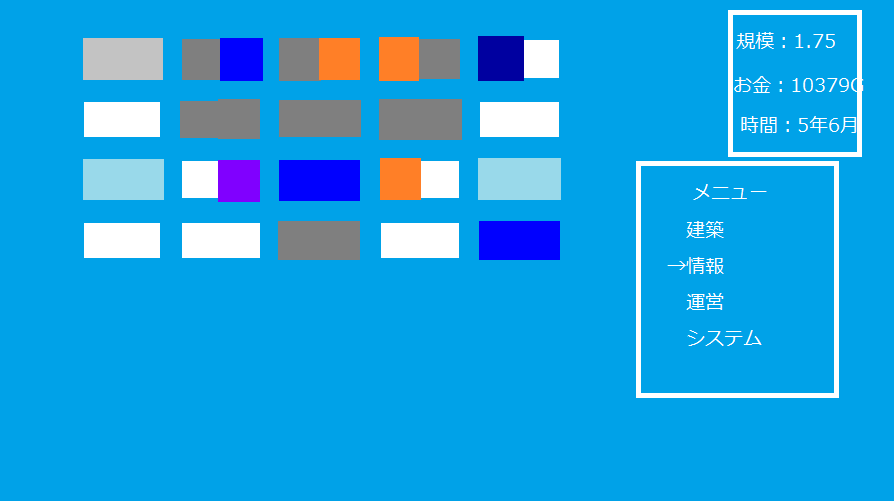 規模：1.75
お金：10379G
時間：5年6月
メニュー
建築
→情報
運営
システム